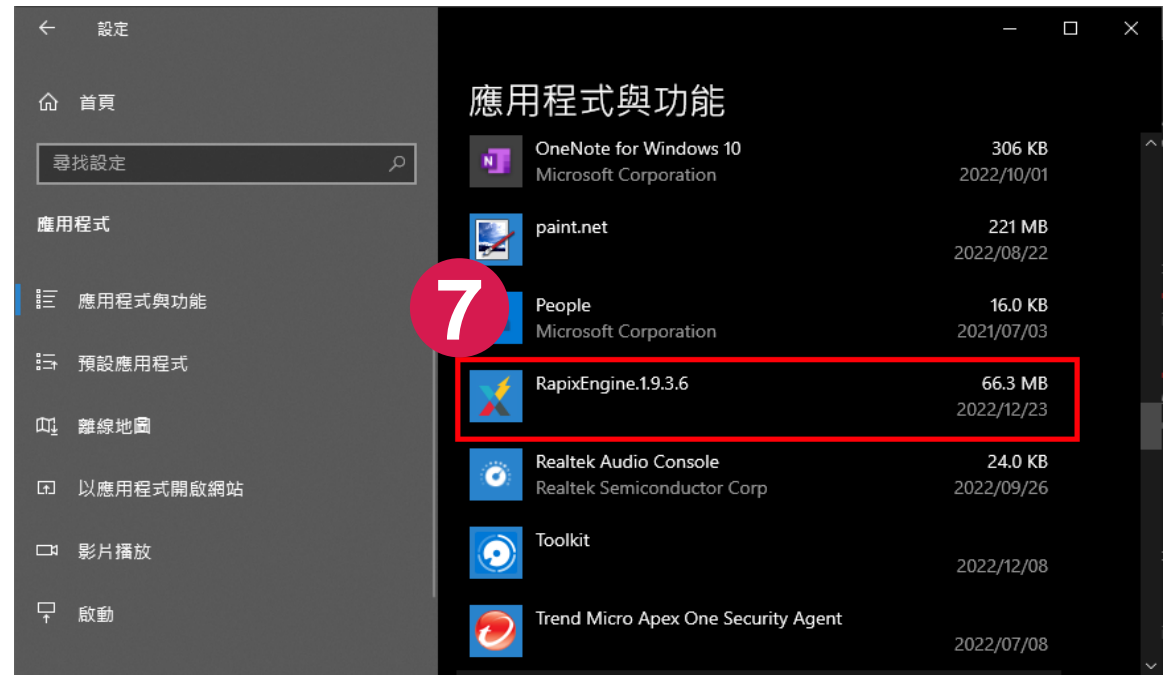 設定
首頁
尋找設定
應用程式
應用程式與功能
預設應用程式
離線地圖
以應用程式開啟網站
影片播放
啟動
應用程式與功能
OneNote for Windows 10 306 KB
Microsoft Corporation 2022/10/01
paint.net 221 MB
2022/08/22
7
People 16.0 KB
Microsoft Corporation 2021/07/03
RapixEngine.1.9.3.6 66.3 MB
2022/12/23
Realtek Audio Console 24.0 KB
Realtek Semiconductor Corp 2022/09/26
Toolkit
2022/12/08
Trend Micro Apex One Security Agent
2022/07/08